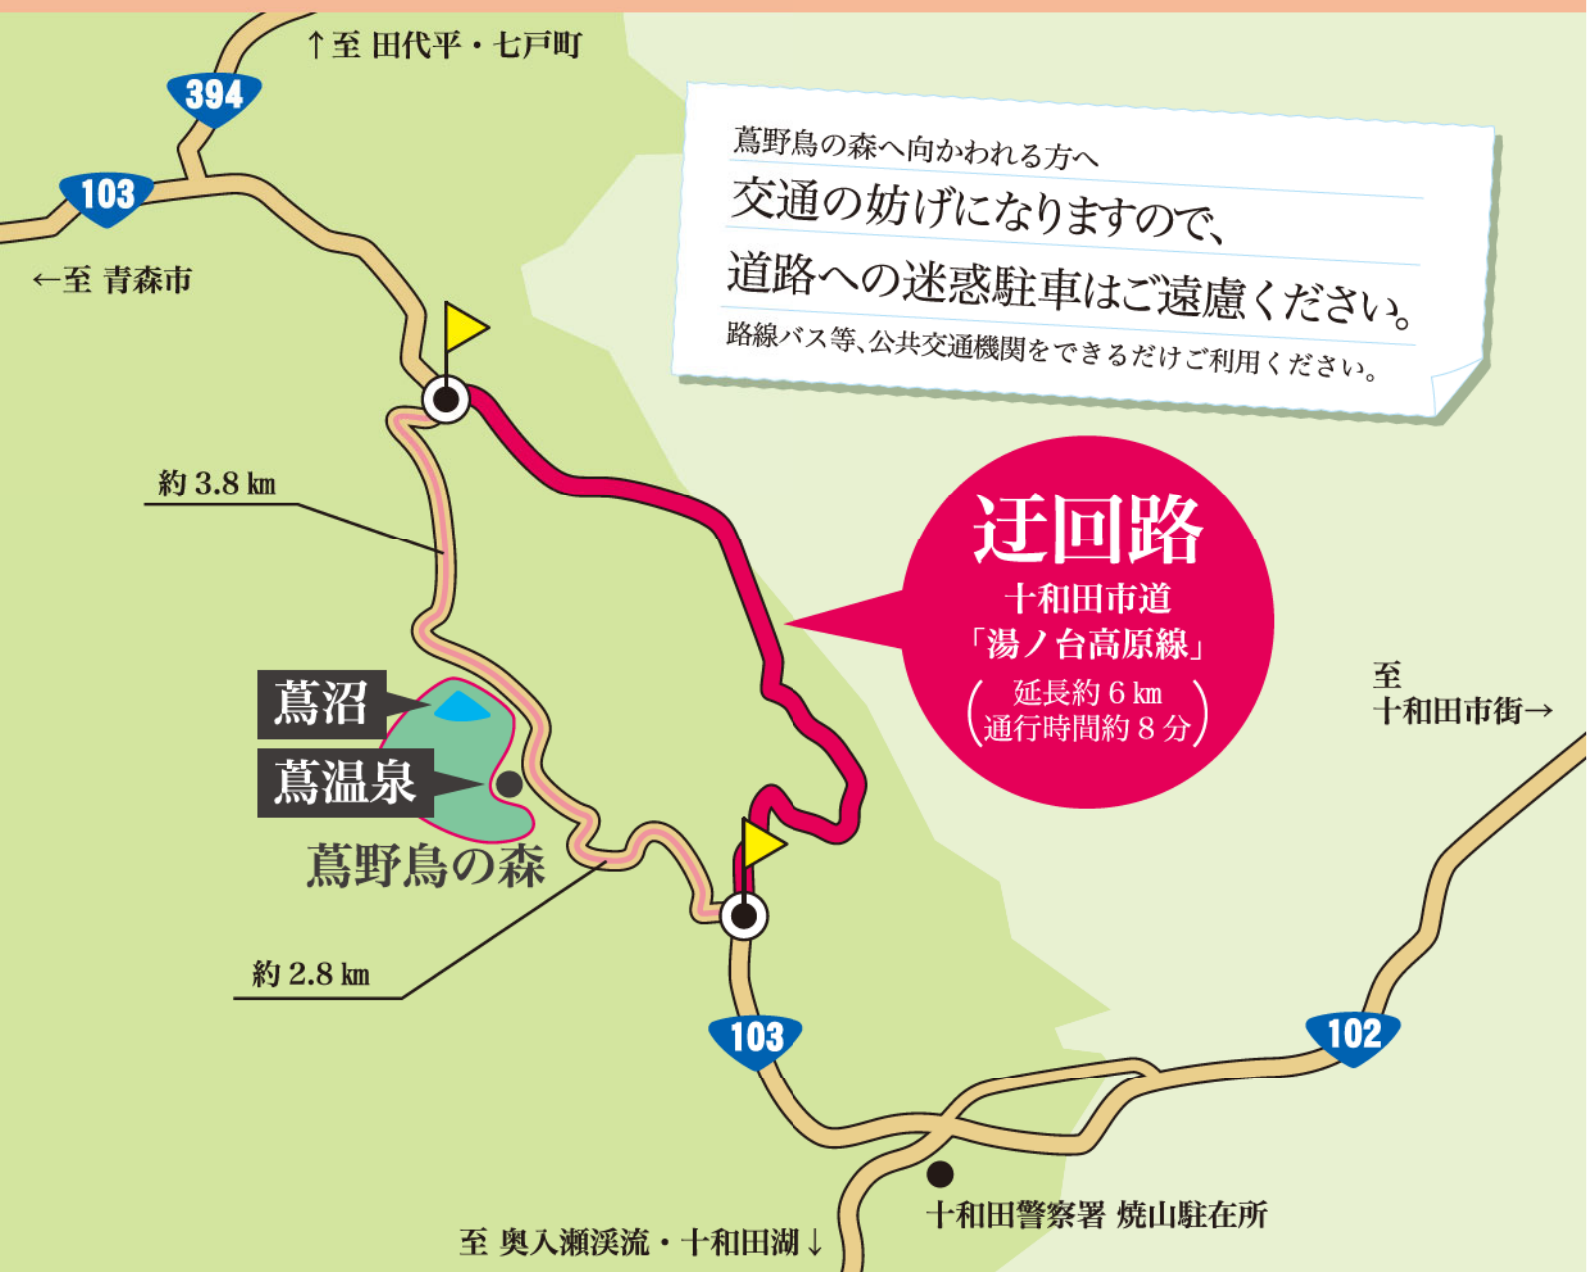 ↑至 田代平・七戸町
394
103
←至 青森市
蔦野鳥の森へ向かわれる方へ
交通の妨げになりますので、
道路への迷惑駐車はご遠慮ください。
路線バス等、公共交通機関をできるだけご利用ください。
約 3.8 ㎞
迂回路
十和田市道
「湯ノ台高原線」
(延長約 6 ㎞
通行時間約 8 分)
至
十和田市街→
蔦沼
蔦温泉
蔦野鳥の森
約 2.8 ㎞
103
102
十和田警察署 焼山駐在所
至 奥入瀬渓流・十和田湖↓